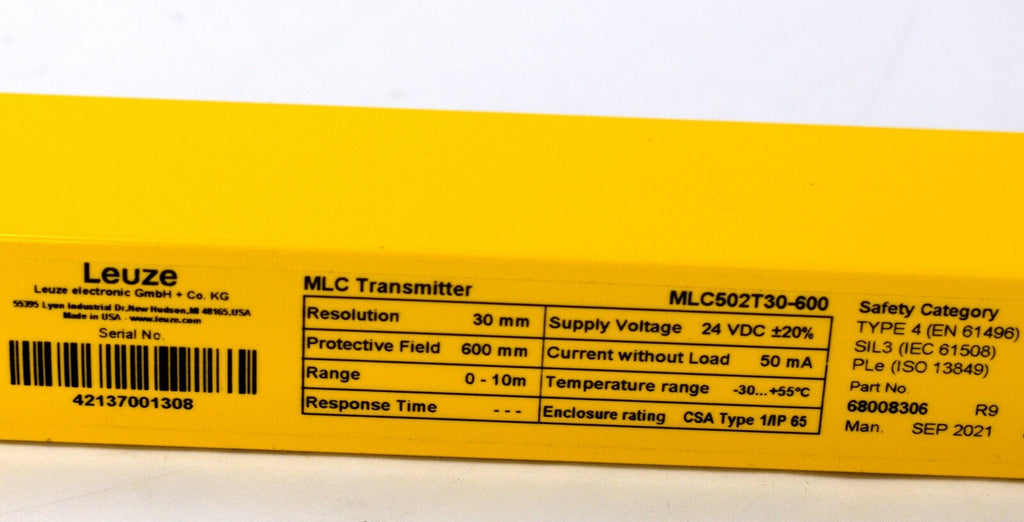 Leuze
Leuze electronic GmbH + Co. KG
55395 Lyon Industrial Dr.,New Hudson,MI 48165,USA
Made in USA www.leuze.com
Serial No.
42137001308
MLC Transmitter MLC502T30-600
Resolution 30 mm
Protective Field 600 mm
Range 0 - 10m
Response Time - - -
Supply Voltage 24 VDC ±20%
Current without Load 50 mA
Temperature range -30...+55°C
Enclosure rating CSA Type 1/IP 65
Safety Category
TYPE 4 (EN 61496)
SIL3 (IEC 61508)
PLe (ISO 13849)
Part No.
68008306 R9
Man. SEP 2021